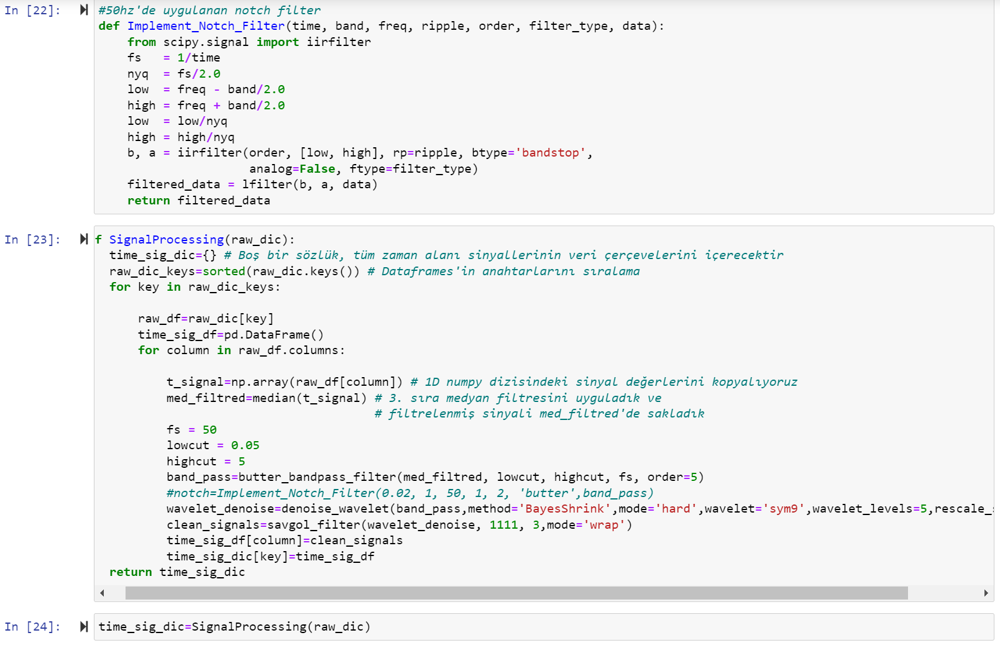 In [22]:
#50hz'de uygulanan notch filter
def Implement_Notch_Filter(time, band, freq, ripple, order, filter_type, data):
    from scipy.signal import iirfilter
    fs   = 1/time
    nyq  = fs/2.0
    low  = freq - band/2.0
    high = freq + band/2.0
    low  = low/nyq
    high = high/nyq
    b, a = iirfilter(order, [low, high], rp=ripple, btype='bandstop',
                     analog=False, ftype=filter_type)
    filtered_data = lfilter(b, a, data)
    return filtered_data
In [23]:
f SignalProcessing(raw_dic):
  time_sig_dic={} # Boş bir sözlük, tüm zaman alanı sinyallerinin veri çerçevelerini içerecektir
  raw_dic_keys=sorted(raw_dic.keys()) # Dataframes'in anahtarlarını sıralama
  for key in raw_dic_keys:
      raw_df=raw_dic[key]
      time_sig_df=pd.DataFrame()
      for column in raw_df.columns:
          t_signal=np.array(raw_df[column]) # 1D numpy dizisindeki sinyal değerlerini kopyalıyoruz
          med_filtred=median(t_signal) # 3. sıra medyan filtresini uyguladık ve
                                       # filtrelenmiş sinyali med_filtred'de sakladık
          fs = 50
          lowcut = 0.05
          highcut = 5
          band_pass=butter_bandpass_filter(med_filtred, lowcut, highcut, fs, order=5)
          #notch=Implement_Notch_Filter(0.02, 1, 50, 1, 2, 'butter',band_pass)
          wavelet_denoise=denoise_wavelet(band_pass,method='BayesShrink',mode='hard',wavelet='sym9',wavelet_levels=5,rescale_
          clean_signals=savgol_filter(wavelet_denoise, 1111, 3,mode='wrap')
          time_sig_df[column]=clean_signals
          time_sig_dic[key]=time_sig_df
  return time_sig_dic
In [24]:
time_sig_dic=SignalProcessing(raw_dic)